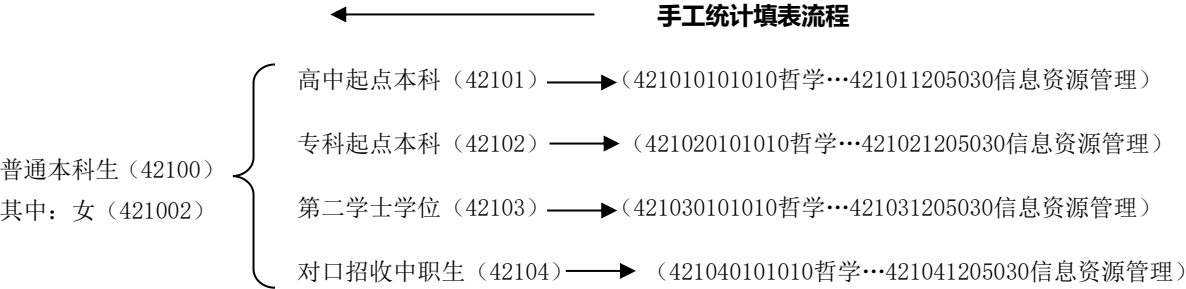 手工统计填表流程
高中起点本科（42101）（421010101010哲学…421011205030信息资源管理）
专科起点本科（42102）（421020101010哲学…421021205030信息资源管理）
普通本科生（42100）
其中：女（421002）
第二学士学位（42103）（421030101010哲学…421031205030信息资源管理）
对口招收中职生（42104）（421040101010哲学…421041205030信息资源管理）